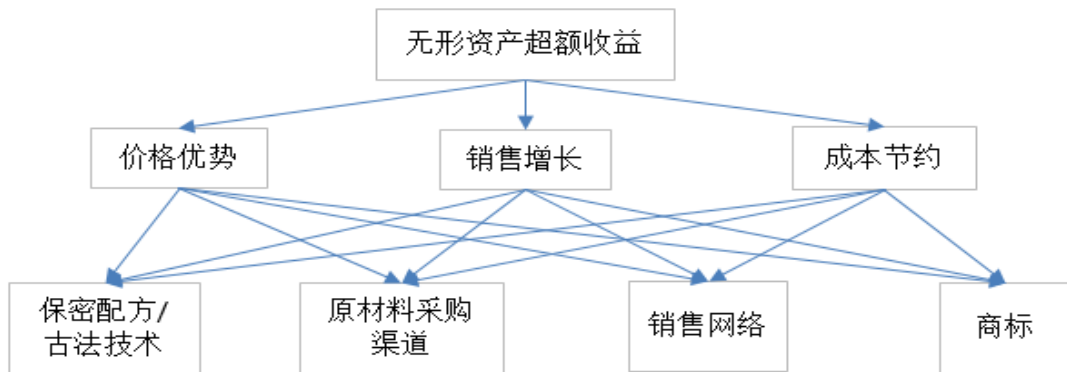 无形资产超额收益
价格优势
销售增长
成本节约
保密配方/
古法技术
原材料采购
渠道
销售网络
商标